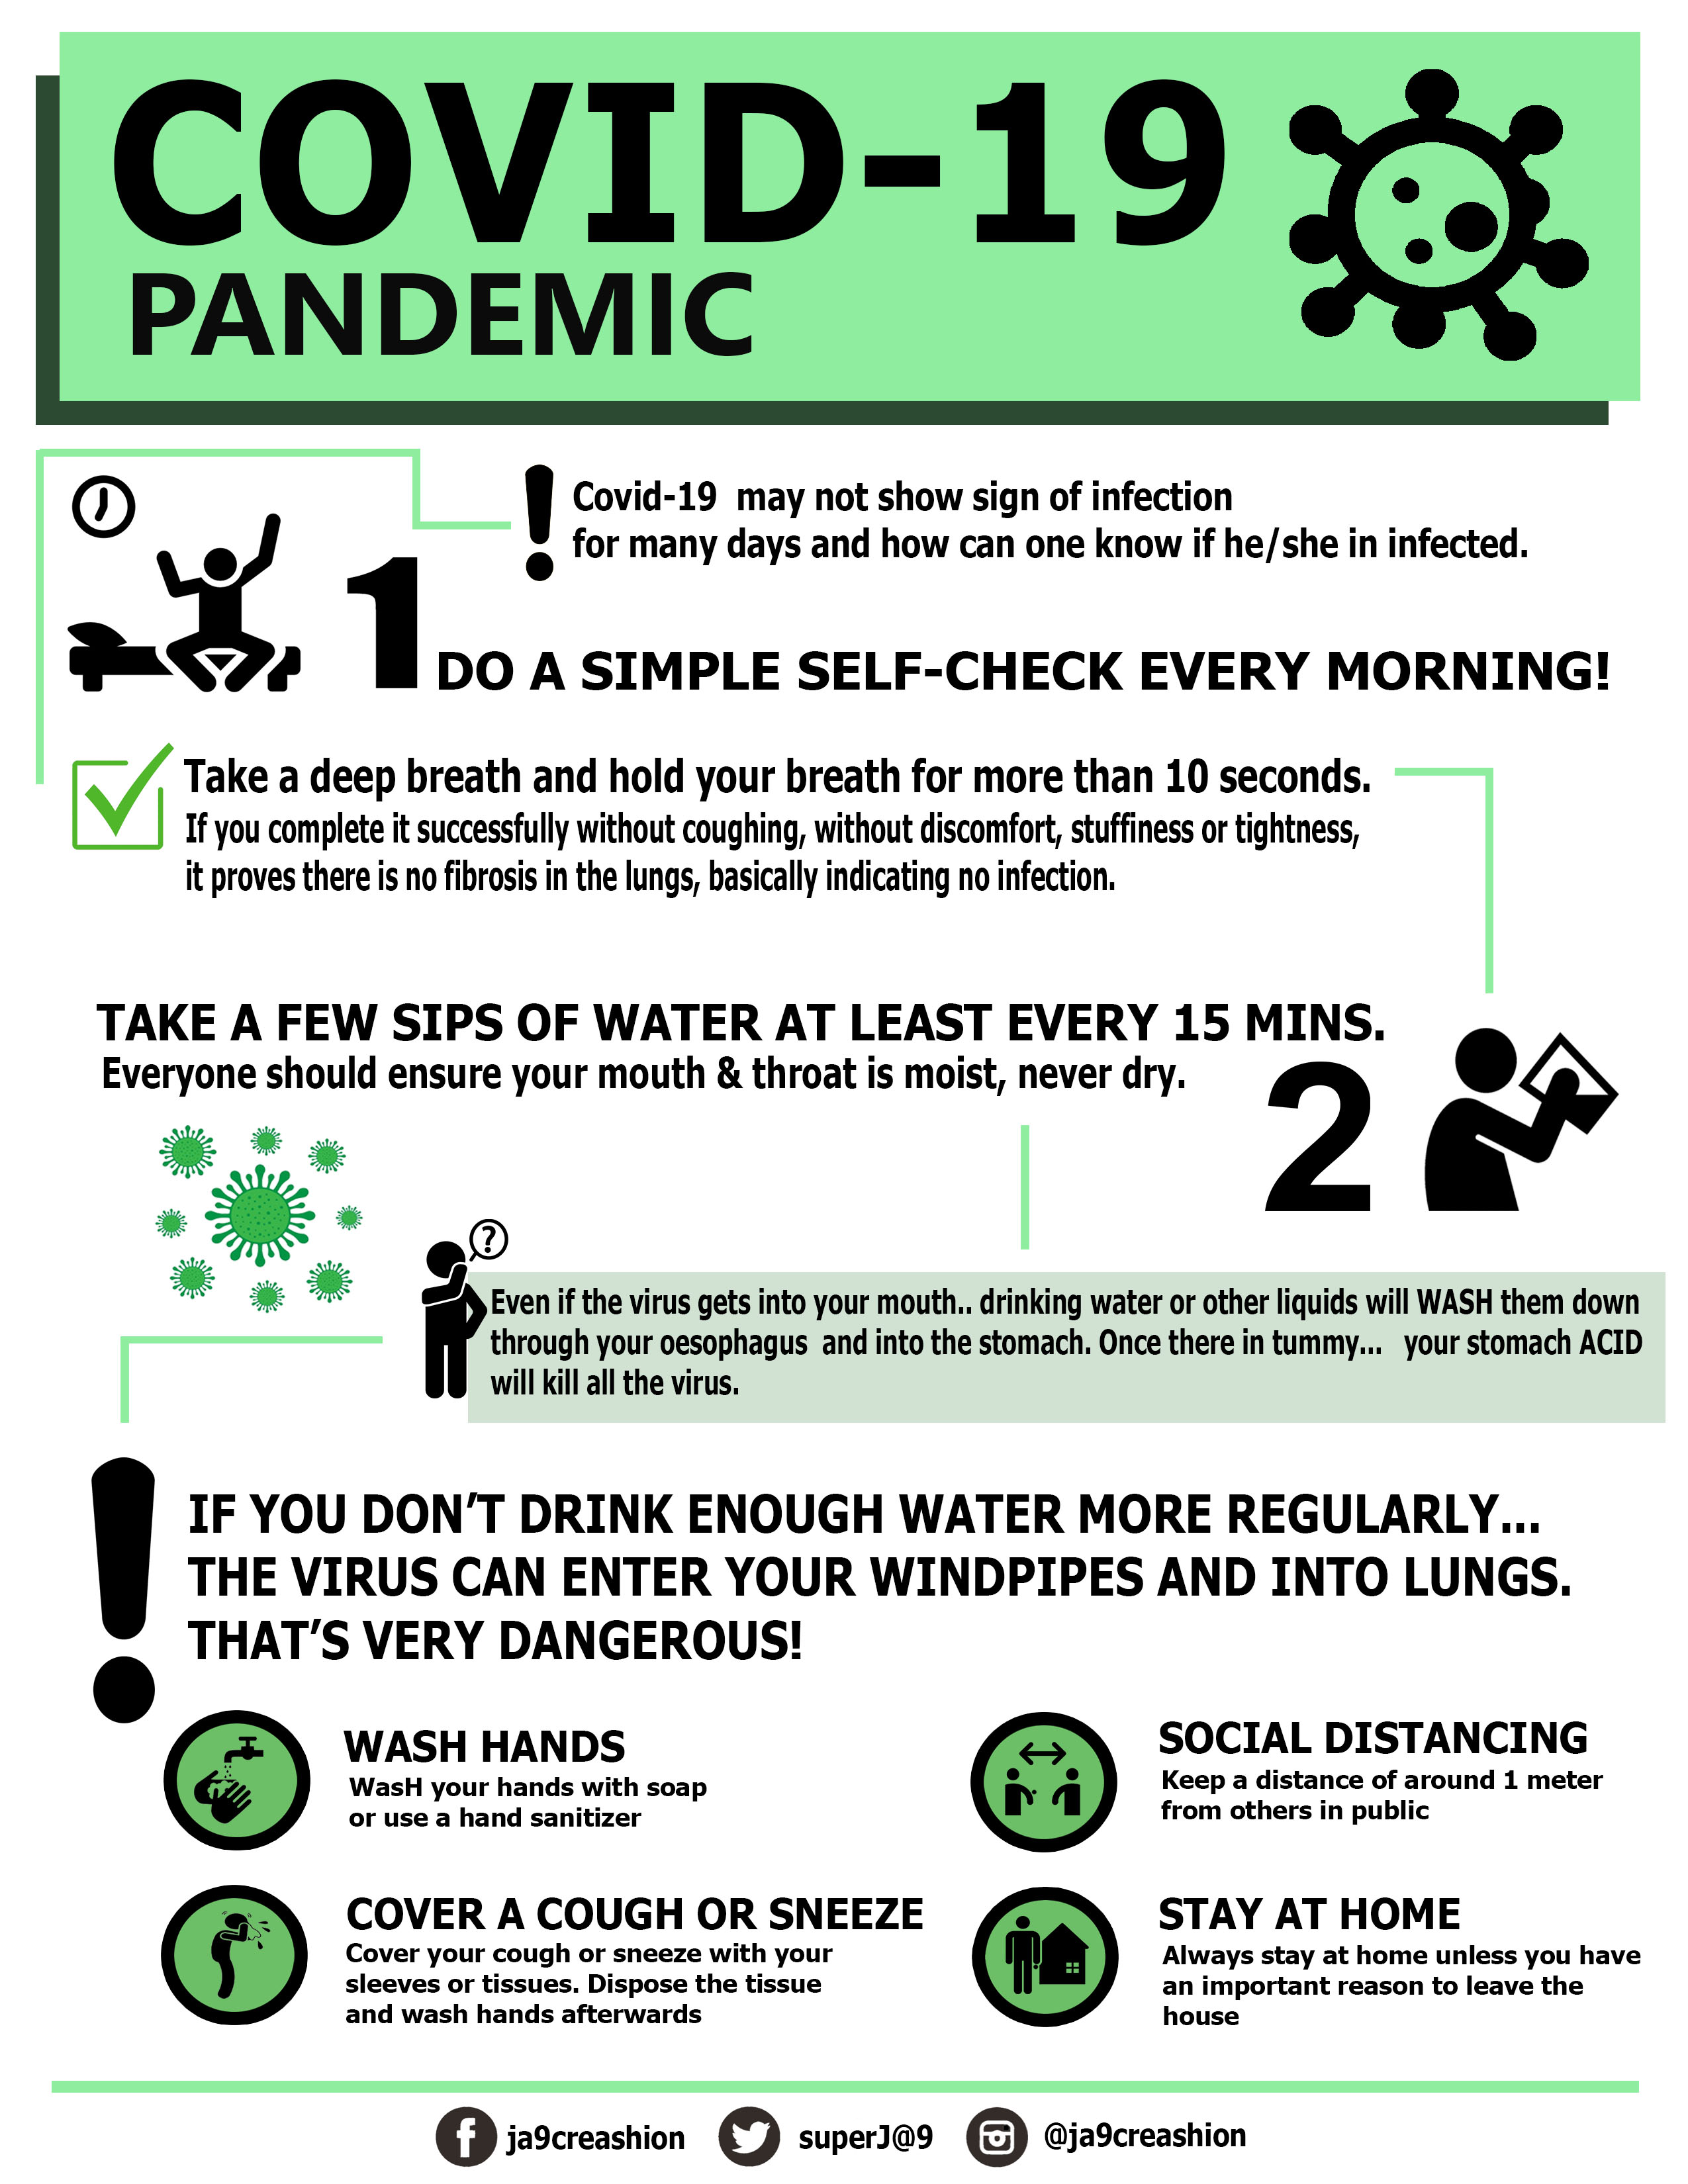 COVID-19
PANDEMIC
! Covid-19 may not show sign of infection
for many days and how can one know if he/she in infected.
1 DO A SIMPLE SELF-CHECK EVERY MORNING!
Take a deep breath and hold your breath for more than 10 seconds.
If you complete it successfully without coughing, without discomfort, stuffiness or tightness,
it proves there is no fibrosis in the lungs, basically indicating no infection.
TAKE A FEW SIPS OF WATER AT LEAST EVERY 15 MINS.
Everyone should ensure your mouth & throat is moist, never dry.
2
?
Even if the virus gets into your mouth.. drinking water or other liquids will WASH them down
through your oesophagus and into the stomach. Once there in tummy... your stomach ACID
will kill all the virus.
! IF YOU DON'T DRINK ENOUGH WATER MORE REGULARLY...
THE VIRUS CAN ENTER YOUR WINDPIPES AND INTO LUNGS.
THAT'S VERY DANGEROUS!
WASH HANDS
WasH your hands with soap
or use a hand sanitizer
SOCIAL DISTANCING
Keep a distance of around 1 meter
from others in public
COVER A COUGH OR SNEEZE
Cover your cough or sneeze with your
sleeves or tissues. Dispose the tissue
and wash hands afterwards
STAY AT HOME
Always stay at home unless you have
an important reason to leave the
house
f ja9creashion superJ@9 @ja9creashion